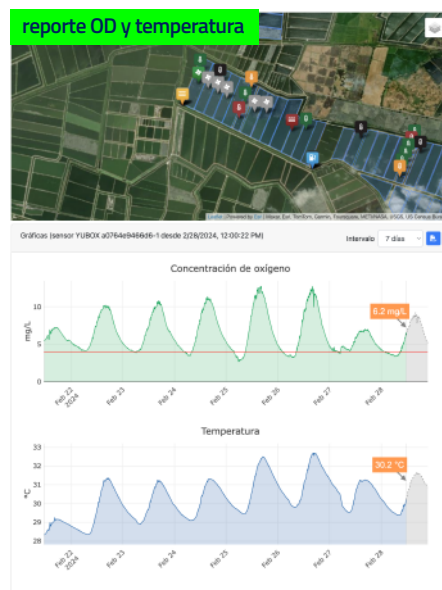 reporte OD y temperatura
Gráficas (sensor YUBOX a0764e9466d6-1 desde 2/28/2024, 12:00:22 PM)
Intervalo
7 días
Concentración de oxígeno
mg/L
10
5
0
6.2 mg/L
Feb 22
2024
Feb 23
Feb 24
Feb 25
Feb 26
Feb 27
Feb 28
Temperatura
°C
33
32
31
30
29
28
30.2 °C
Feb 22
2024
Feb 23
Feb 24
Feb 25
Feb 26
Feb 27
Feb 28